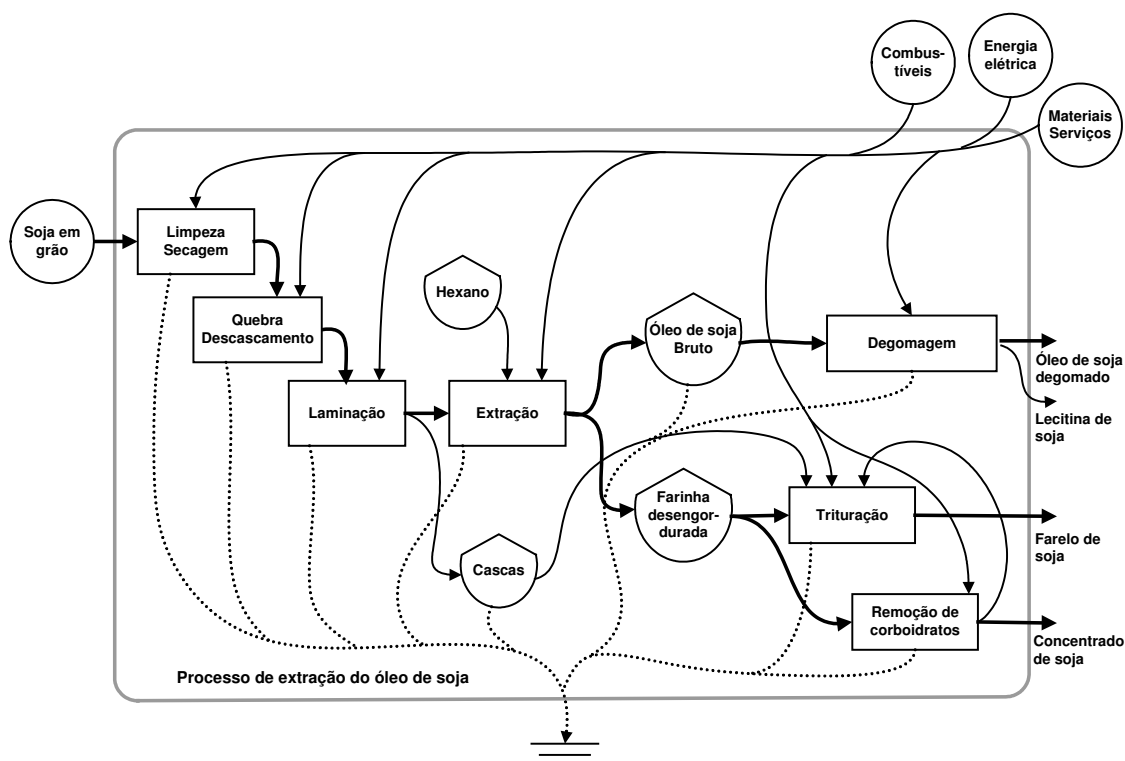 Combus-
tíveis
Energia
elétrica
Materiais
Serviços
Soja em
grão
Limpeza
Secagem
Quebra
Descascamento
Hexano
Óleo de soja
Bruto
Degomagem
Óleo de soja
degomado
Laminação
Extração
Lecitina de
soja
Farinha
desengor-
durada
Trituração
Farelo de
soja
Cascas
Remoção de
corboidratos
Concentrado
de soja
Processo de extração do óleo de soja